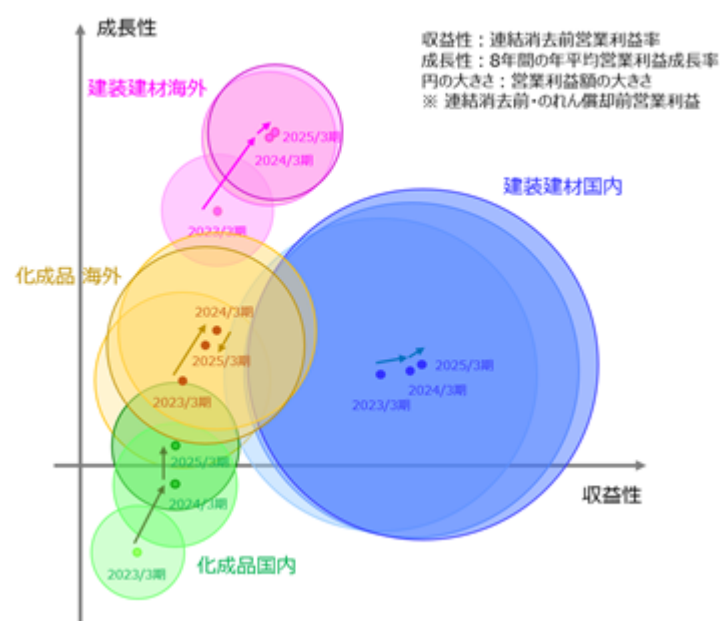 成長性
収益性：連結消去前営業利益率
成長性：8年間の年平均営業利益成長率
円の大きさ：営業利益額の大きさ
※ 連結消去前・のれん償却前営業利益
建装建材海外
2025/3期
2024/3期
2023/3期
建装建材国内
2025/3期
2024/3期
2023/3期
化成品 海外
2024/3期
2025/3期
2023/3期
2025/3期
2024/3期
2023/3期
化成品国内
収益性